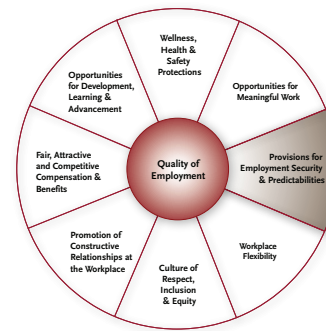 Wellness,
Health &
Safety
Protections
Opportunities for
Meaningful Work
Provisions for
Employment Security
& Predictabilities
Workplace
Flexibility
Culture of
Respect,
Inclusion
& Equity
Promotion of
Constructive
Relationships at
the Workplace
Fair, Attractive
and Competitive
Compensation &
Benefits
Opportunities
for Development,
Learning &
Advancement
Quality of
Employment